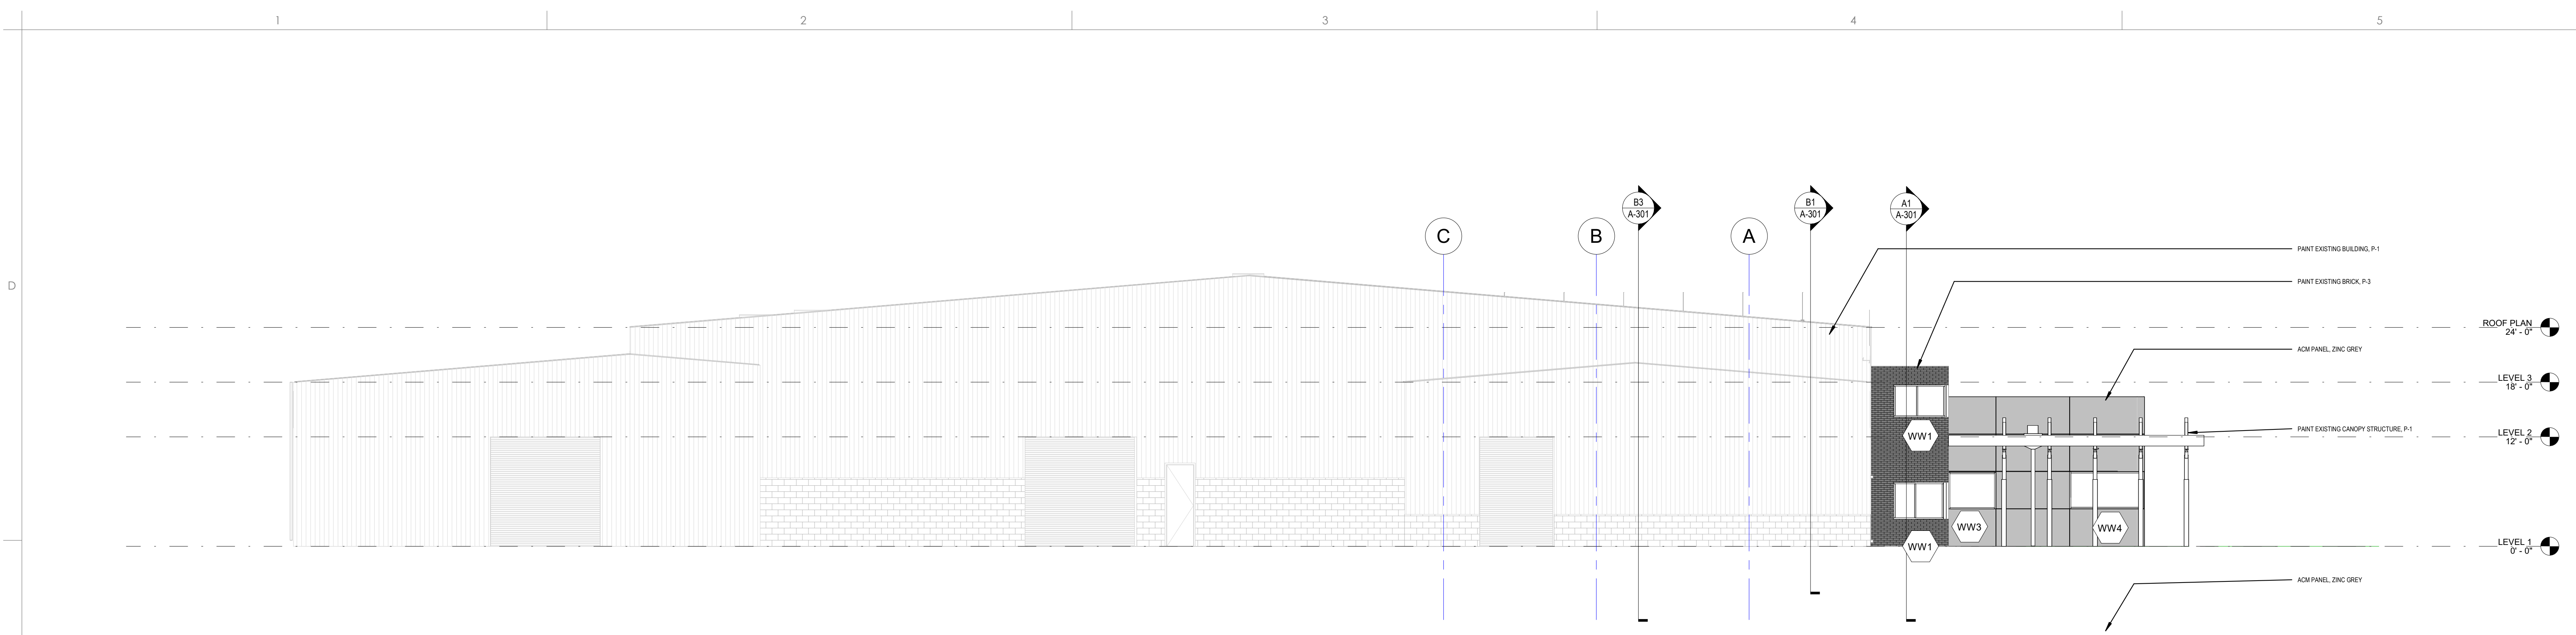 1 2 3 4 5
D
B3
A-301
B1
A-301
A1
A-301
C B A
PAINT EXISTING BUILDING, P-1
PAINT EXISTING BRICK, P-3
ROOF PLAN
24' - 0"
ACM PANEL, ZINC GREY
LEVEL 3
18' - 0"
PAINT EXISTING CANOPY STRUCTURE, P-1
WW1
LEVEL 2
12' - 0"
WW3
WW4
WW1
LEVEL 1
0' - 0"
ACM PANEL, ZINC GREY